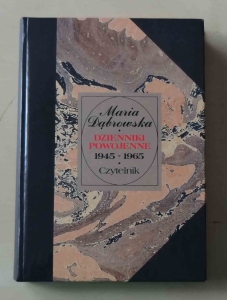 Maria
Dąbrowska
DZIENNIKI
POWOJENNE
1945 • 1965
Czytelnik